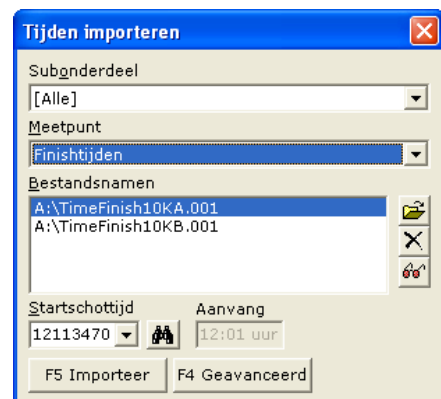 Tijden importeren
Subonderdeel
[Alle]
Meetpunt
Finishtijden
Bestandsnamen
A:\TimeFinish10KA.001
A:\TimeFinish10KB.001
Startschottijd Aanvang
12113470 12:01 uur
F5 Importeer F4 Geavanceerd